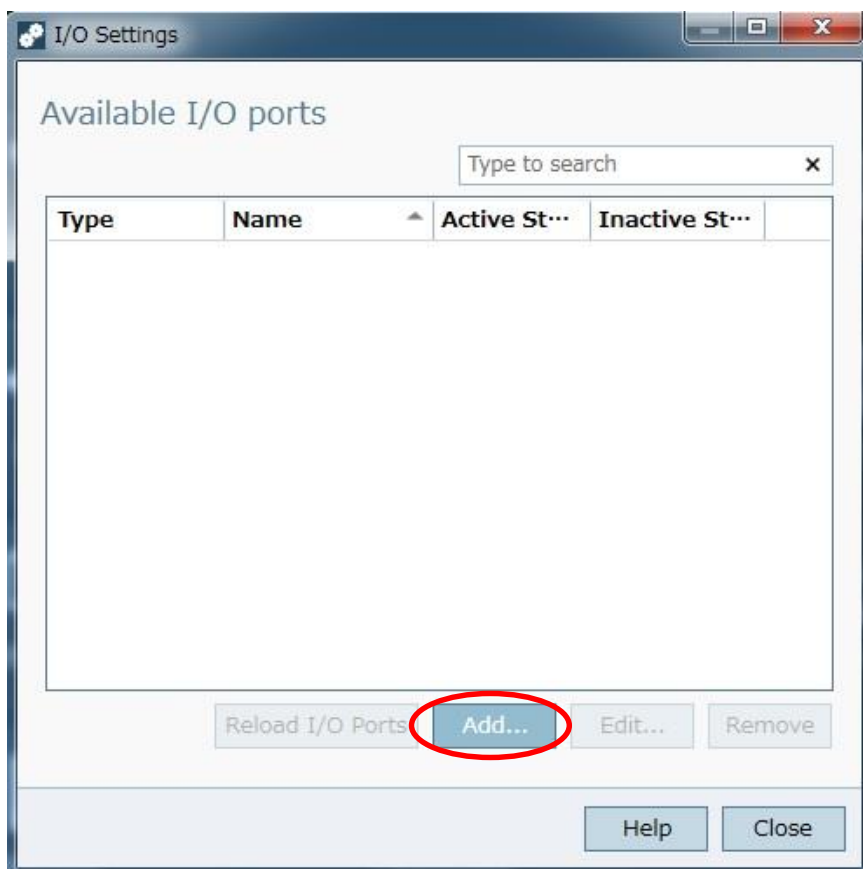 I/O Settings
Available I/O ports
Type to search
Type Name Active St… Inactive St…
Reload I/O Ports Add... Edit... Remove
Help Close